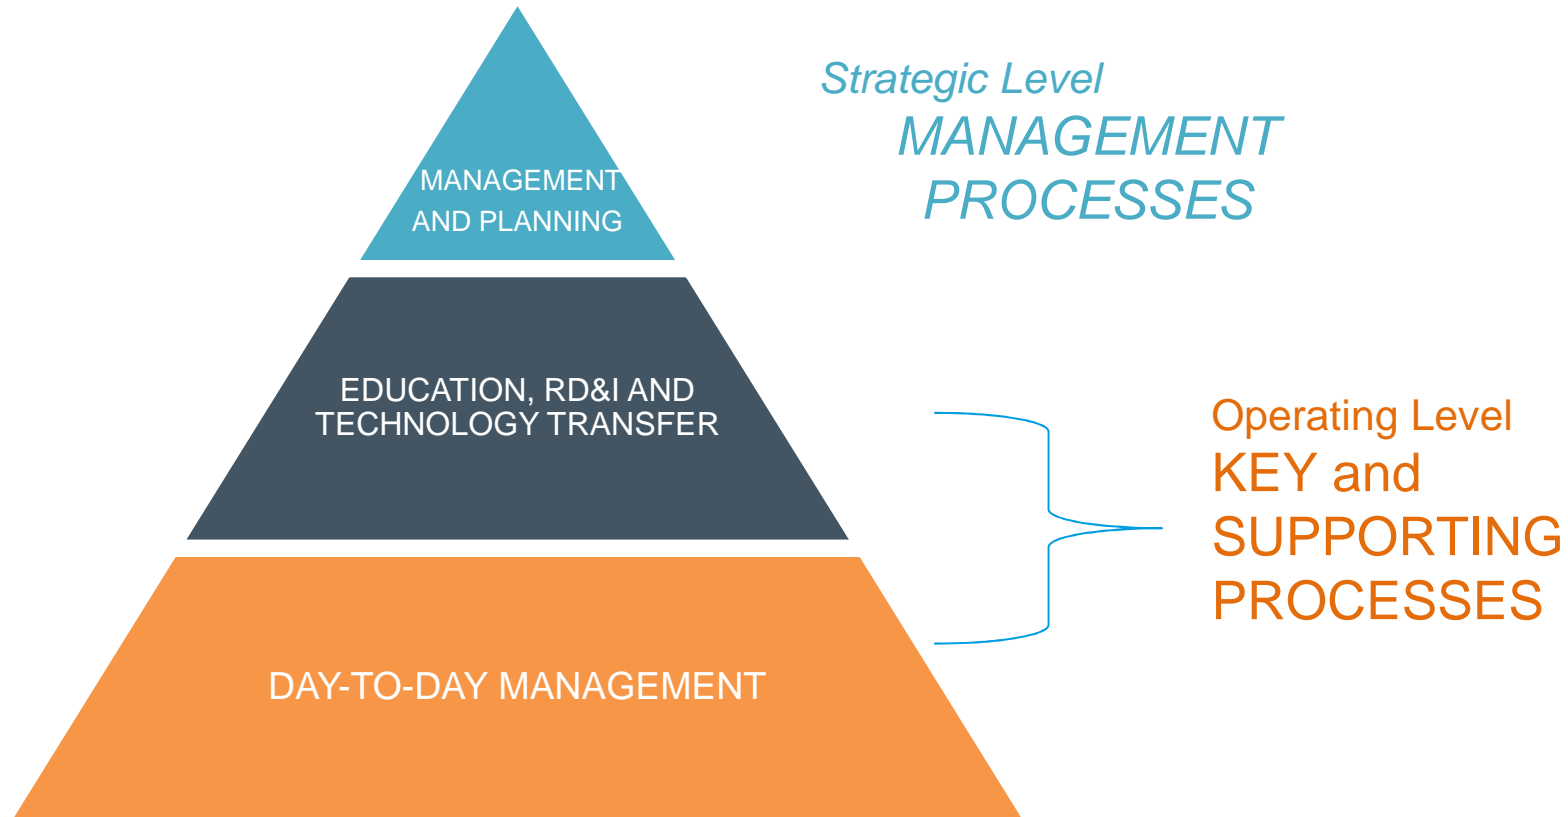 Strategic Level
MANAGEMENT
PROCESSES
MANAGEMENT
AND PLANNING
EDUCATION, RD&I AND
TECHNOLOGY TRANSFER
Operating Level
KEY and
SUPPORTING
PROCESSES
DAY-TO-DAY MANAGEMENT